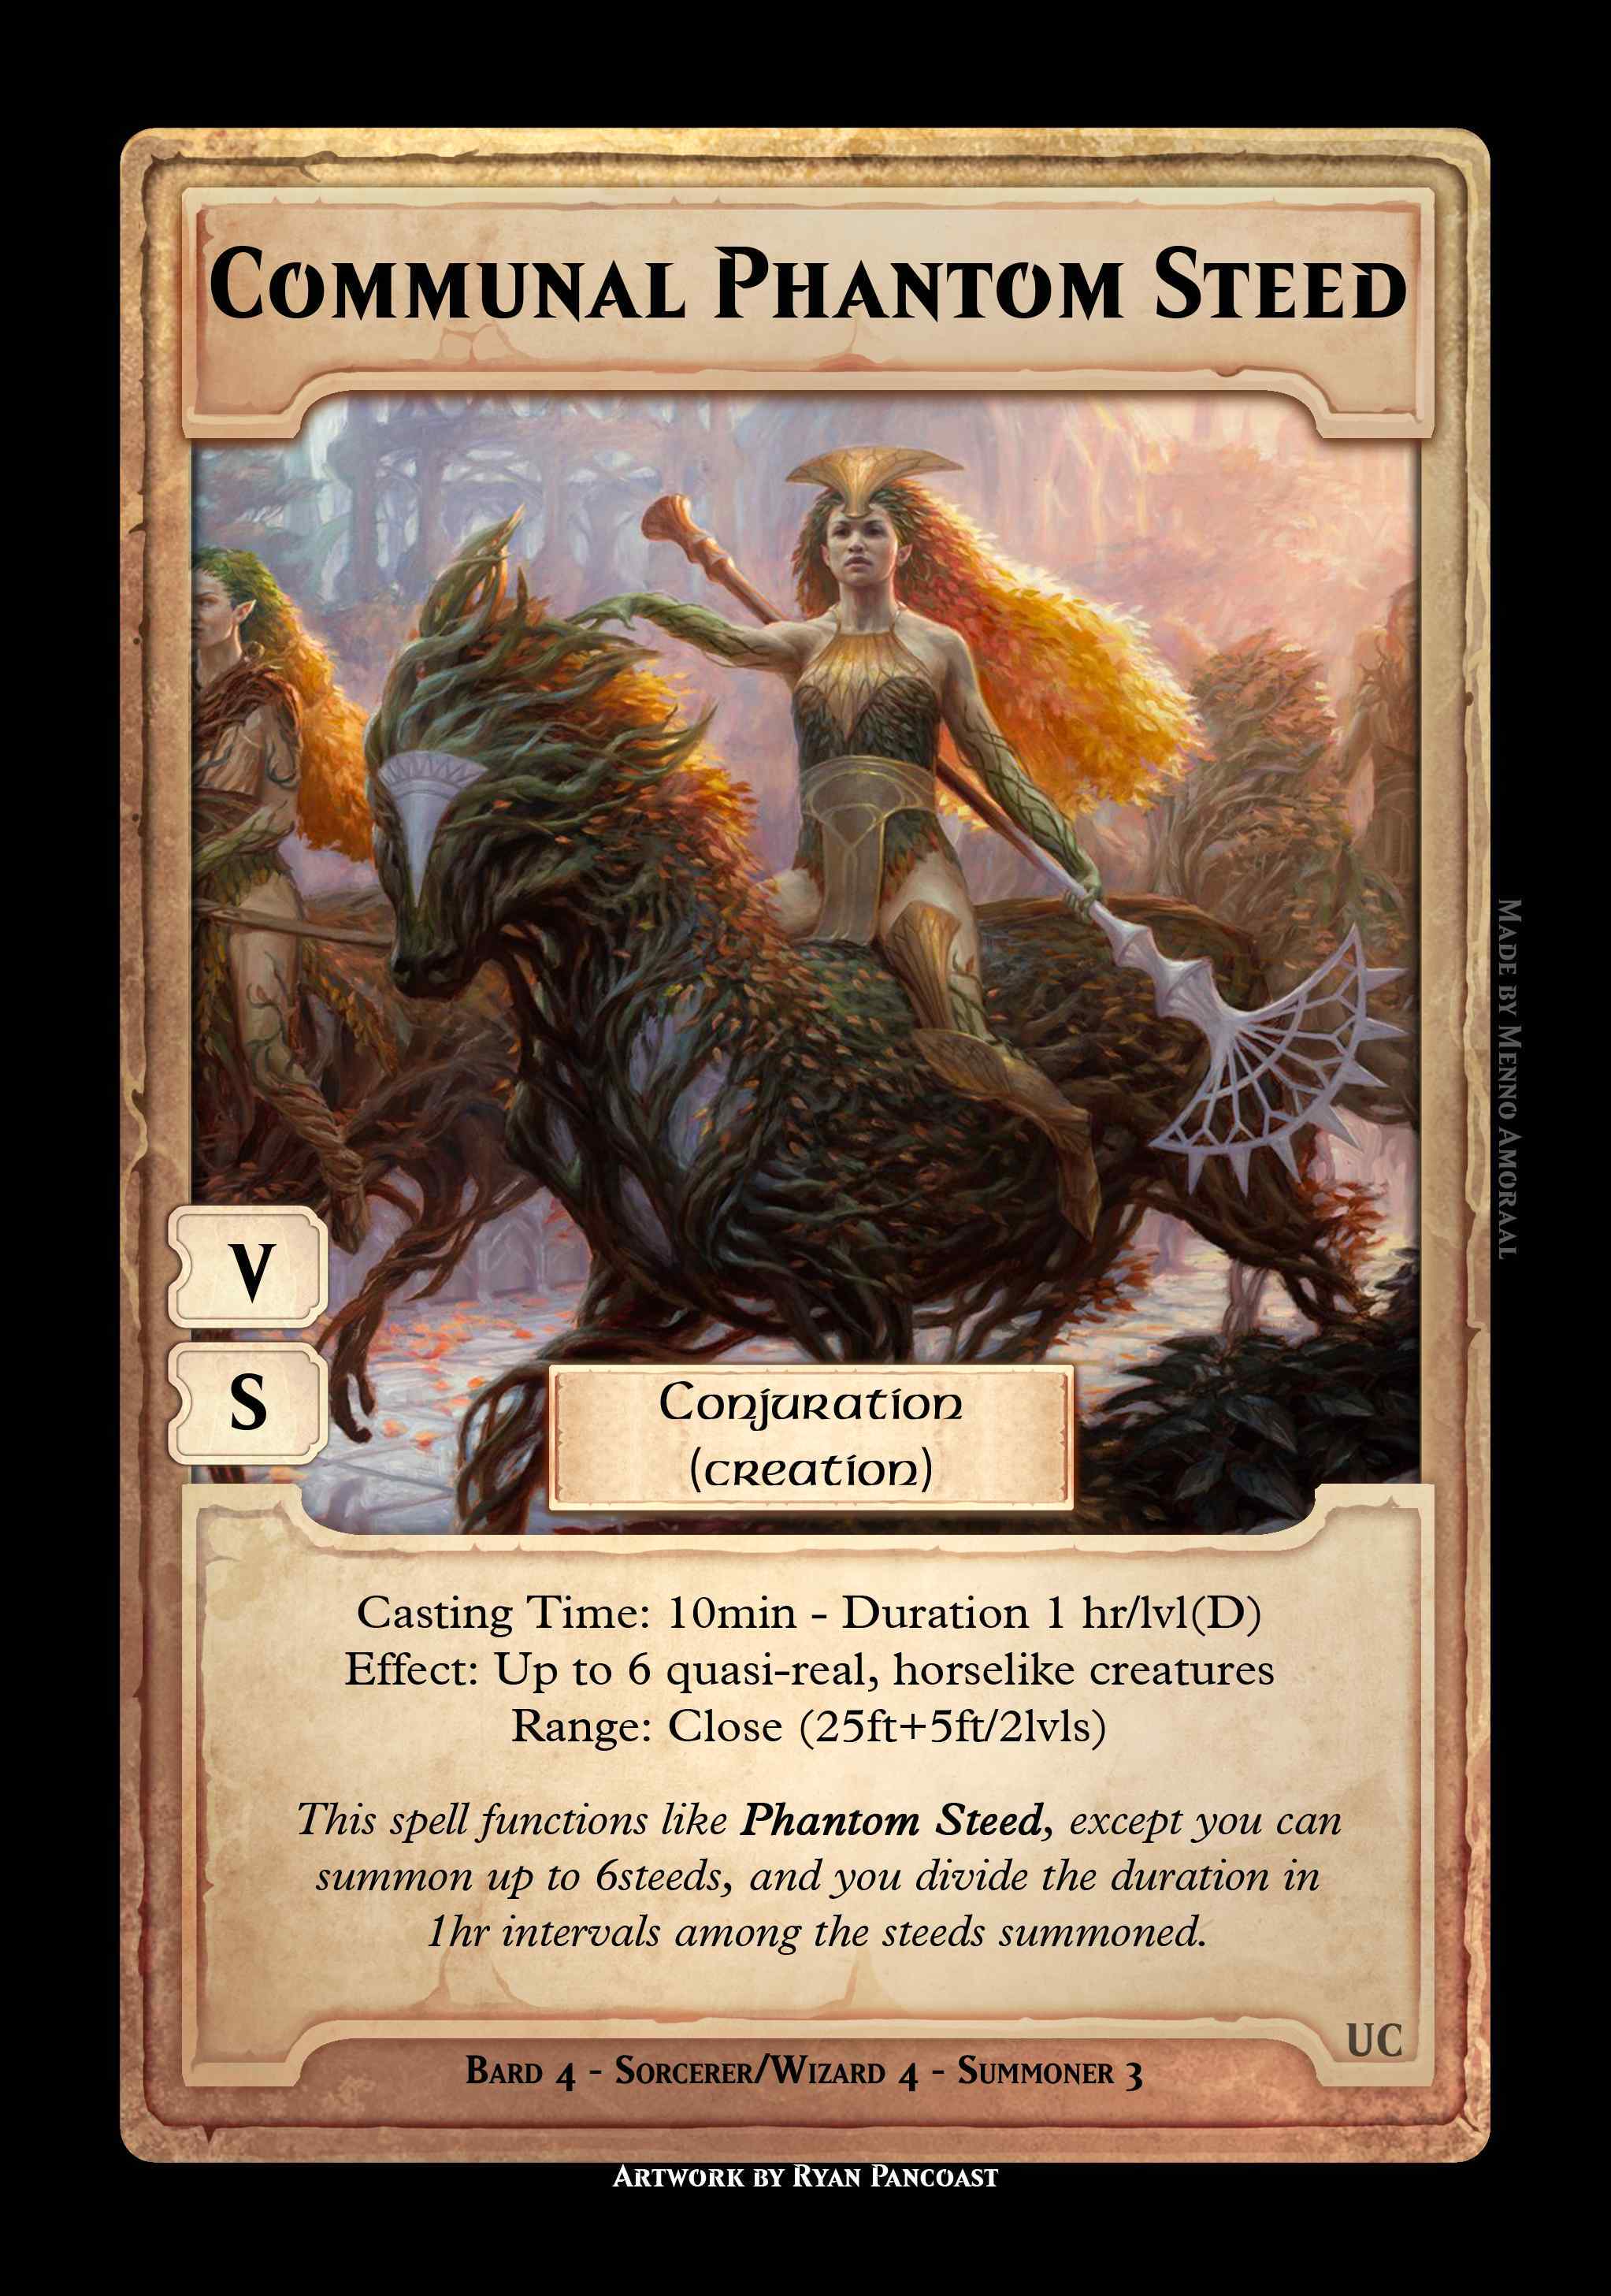 Communal Phantom Steed
V
S
Conjuration
(creation)
Casting Time: 10min - Duration 1 hr/lvl(D)
Effect: Up to 6 quasi-real, horselike creatures
Range: Close (25ft+5ft/2lvls)
This spell functions like Phantom Steed, except you can
summon up to 6steeds, and you divide the duration in
1hr intervals among the steeds summoned.
UC
Bard 4 - Sorcerer/Wizard 4 - Summoner 3
Artwork by Ryan Pancoast
Made by Menno Amoraal